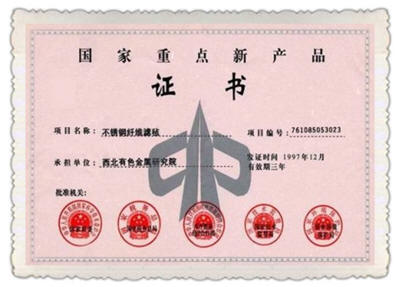 国家重点新产品
证书
项目名称：不锈钢纤维滤毡
项目编号：761085053023
承担单位：西北有色金属研究院
发证时间 1997年12月
有效期三年
批准机关：